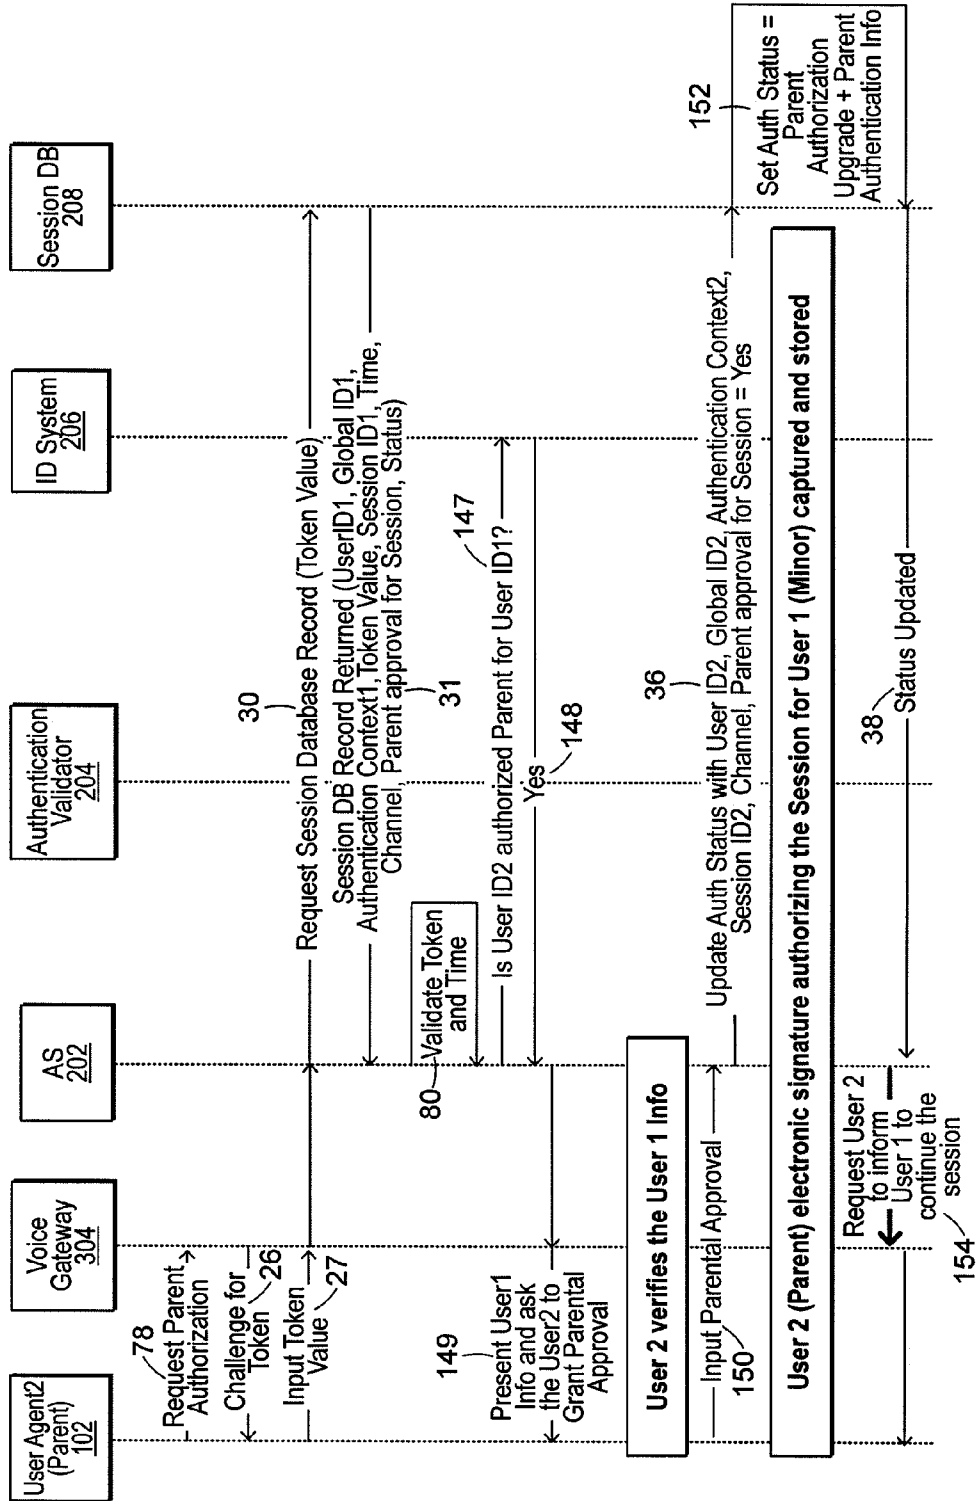 User Agent2
(Parent)
102
Voice
Gateway
304
AS
202
Authentication
Validator
204
ID System
206
Session DB
208
78
Request Parent
Authorization
Challenge for
Token
26
Input Token
Value
27
30
Request Session Database Record (Token Value)
Session DB Record Returned (UserID1, Global ID1,
Authentication Context1,Token Value, Session ID1, Time,
Channel, Parent approval for Session, Status)
31
80
Validate Token
and Time
Is User ID2 authorized Parent for User ID1?
147
Yes
148
149
Present User1
Info and ask
the User2 to
Grant Parental
Approval
User 2 verifies the User 1 Info
Input Parental Approval
150
36
Update Auth Status with User ID2, Global ID2, Authentication Context2,
Session ID2, Channel, Parent approval for Session = Yes
152
Set Auth Status =
Parent
Authorization
Upgrade + Parent
Authentication Info
User 2 (Parent) electronic signature authorizing the Session for User 1 (Minor) captured and stored
38
Status Updated
Request User 2
to inform
User 1 to
continue the
session
154